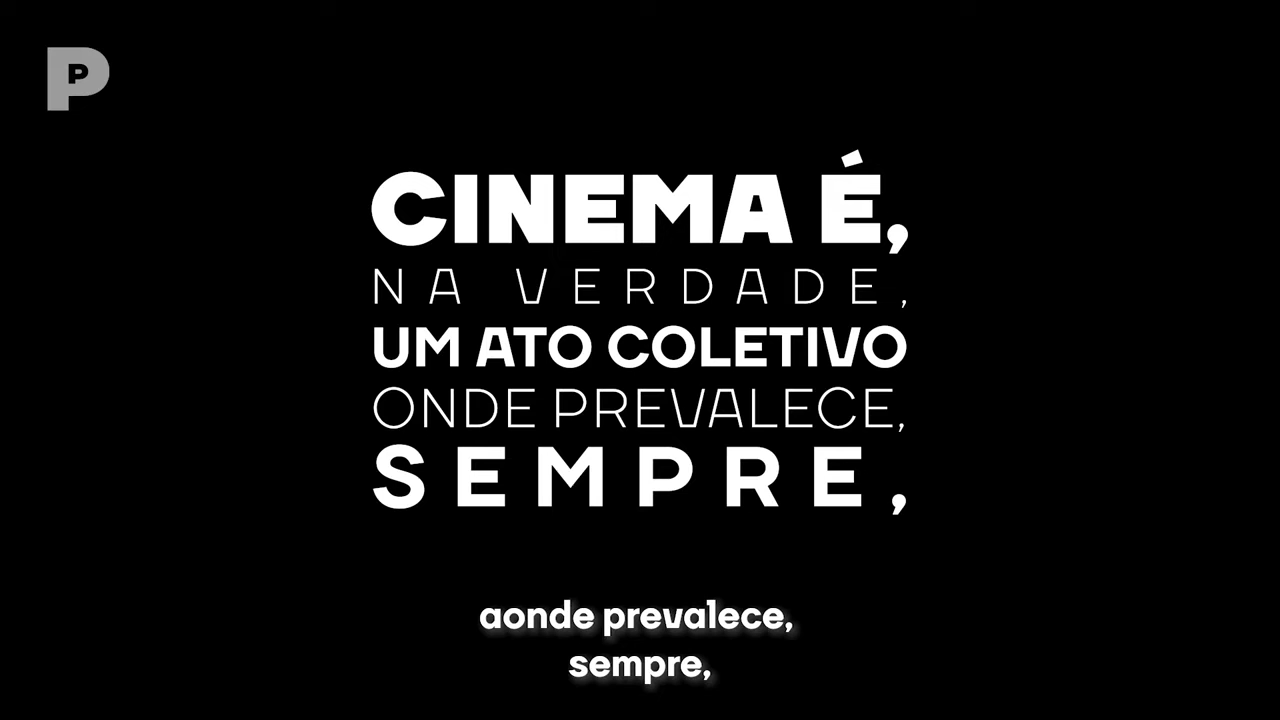 P
P
CINEMA É,
NA VERDADE,
UM ATO COLETIVO
ONDE PREVALECE,
SEMPRE,
aonde prevalece,
sempre,